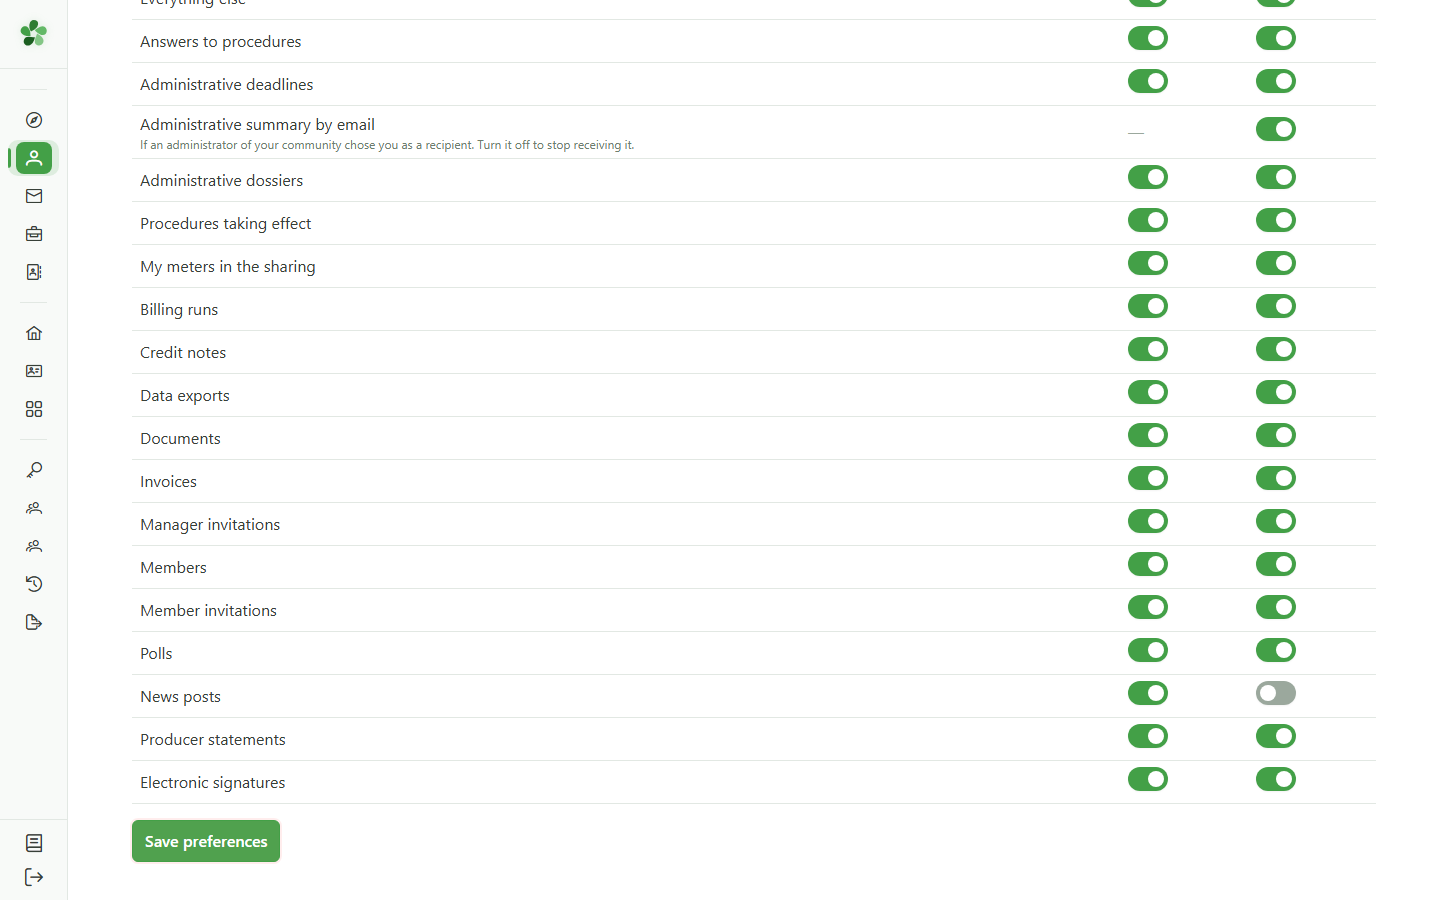 Everything else
Answers to procedures
Administrative deadlines
Administrative summary by email
—
If an administrator of your community chose you as a recipient. Turn it off to stop receiving it.
Administrative dossiers
Procedures taking effect
My meters in the sharing
Billing runs
Credit notes
Data exports
Documents
Invoices
Manager invitations
Members
Member invitations
Polls
News posts
Producer statements
Electronic signatures
Save preferences